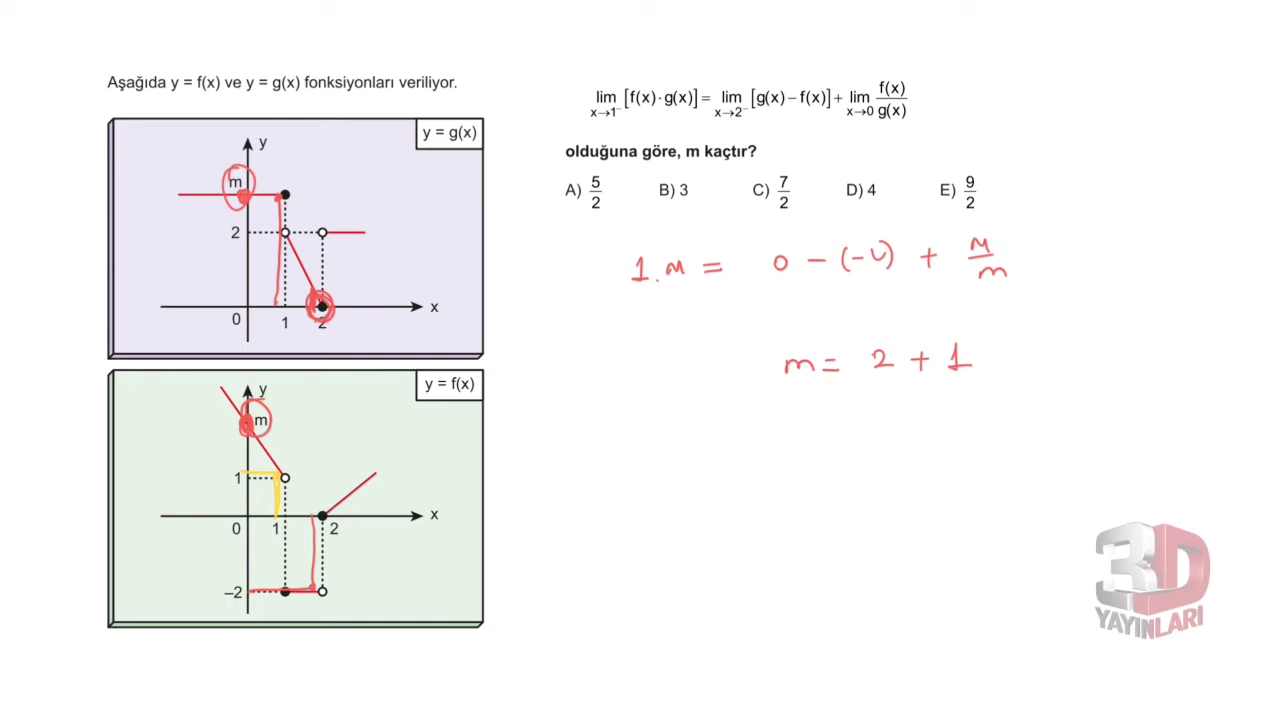 Aşağıda y = f(x) ve y = g(x) fonksiyonları veriliyor.
y = g(x)
y
m
2
0
1
2
x
y = f(x)
y
m
1
0
1
2
x
–2
lim x→1⁻ [f(x) · g(x)] = lim x→2⁻ [g(x) – f(x)] + lim x→0 f(x)/g(x)
olduğuna göre, m kaçtır?
A) 5/2 B) 3 C) 7/2 D) 4 E) 9/2
1.m = 0 – (–2) + m/m
m = 2 + 1
3D
YAYINLARI